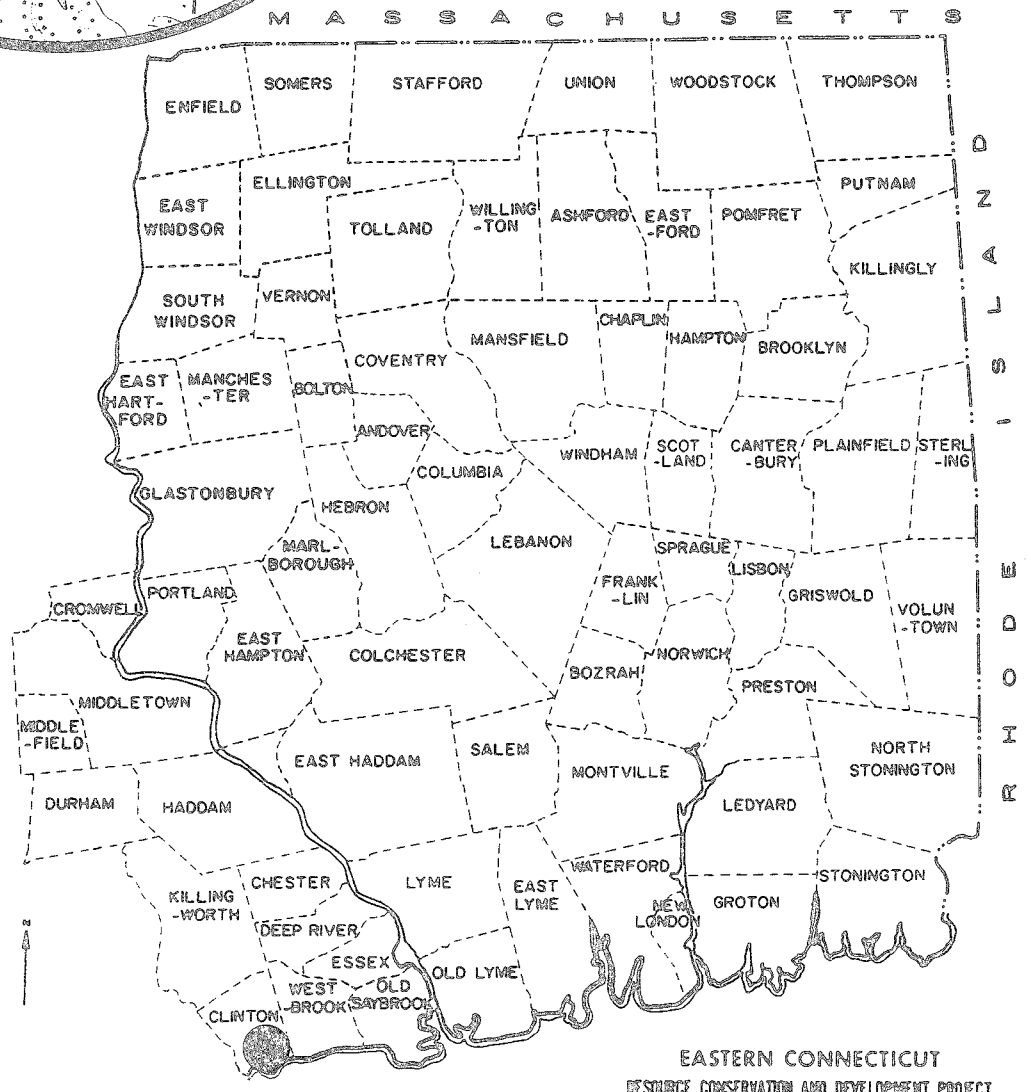 MASSACHUSETTS
SOMERS
STAFFORD
UNION
WOODSTOCK
THOMPSON
ENFIELD
ELLINGTON
PUTNAM
EAST
WINDSOR
TOLLAND
WILLING
-TON
ASHFORD
EAST
-FORD
POMFRET
KILLINGLY
SOUTH
WINDSOR
VERNON
MANSFIELD
CHAPLIN
HAMPTON
BROOKLYN
COVENTRY
EAST
HART-
FORD
MANCHES
-TER
BOLTON
ANDOVER
WINDHAM
SCOT
-LAND
CANTER
-BURY
PLAINFIELD
STERL
-ING
COLUMBIA
GLASTONBURY
HEBRON
LEBANON
MARL-
BOROUGH
SPRAGUE
LISBON
FRANK
-LIN
GRISWOLD
VOLUN
-TOWN
RHODE ISLAND
CROMWELL
PORTLAND
EAST
HAMPTON
COLCHESTER
BOZRAH
NORWICH
PRESTON
MIDDLETOWN
MIDDLE
-FIELD
EAST HADDAM
SALEM
MONTVILLE
NORTH
STONINGTON
DURHAM
HADDAM
LEDYARD
WATERFORD
STONINGTON
KILLING
-WORTH
CHESTER
LYME
EAST
LYME
NEW
LONDON
GROTON
DEEP RIVER
ESSEX
OLD LYME
WEST
-BROOK
OLD
SAYBROOK
CLINTON
N
EASTERN CONNECTICUT
RESOURCE CONSERVATION AND DEVELOPMENT PROJECT